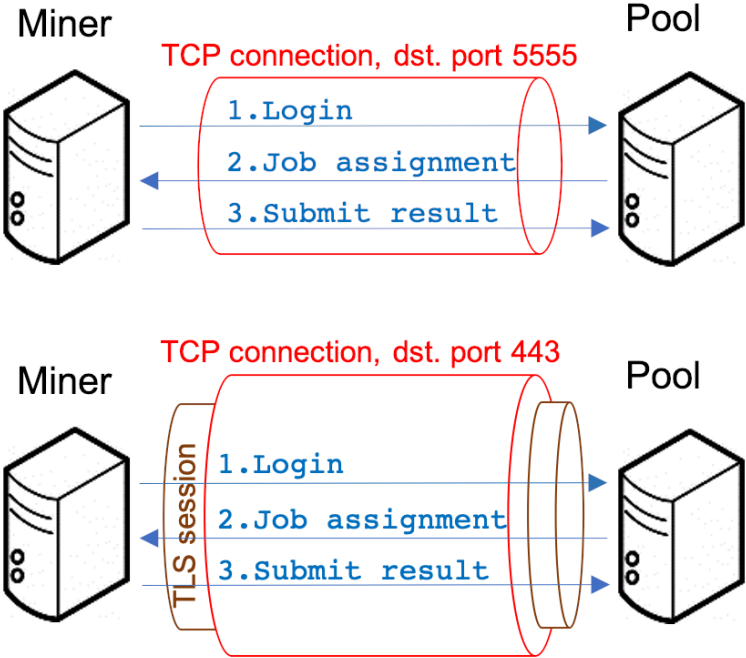 Miner
Pool
TCP connection, dst. port 5555
1.Login
2.Job assignment
3.Submit result
TCP connection, dst. port 443
Miner
Pool
TLS session
1.Login
2.Job assignment
3.Submit result